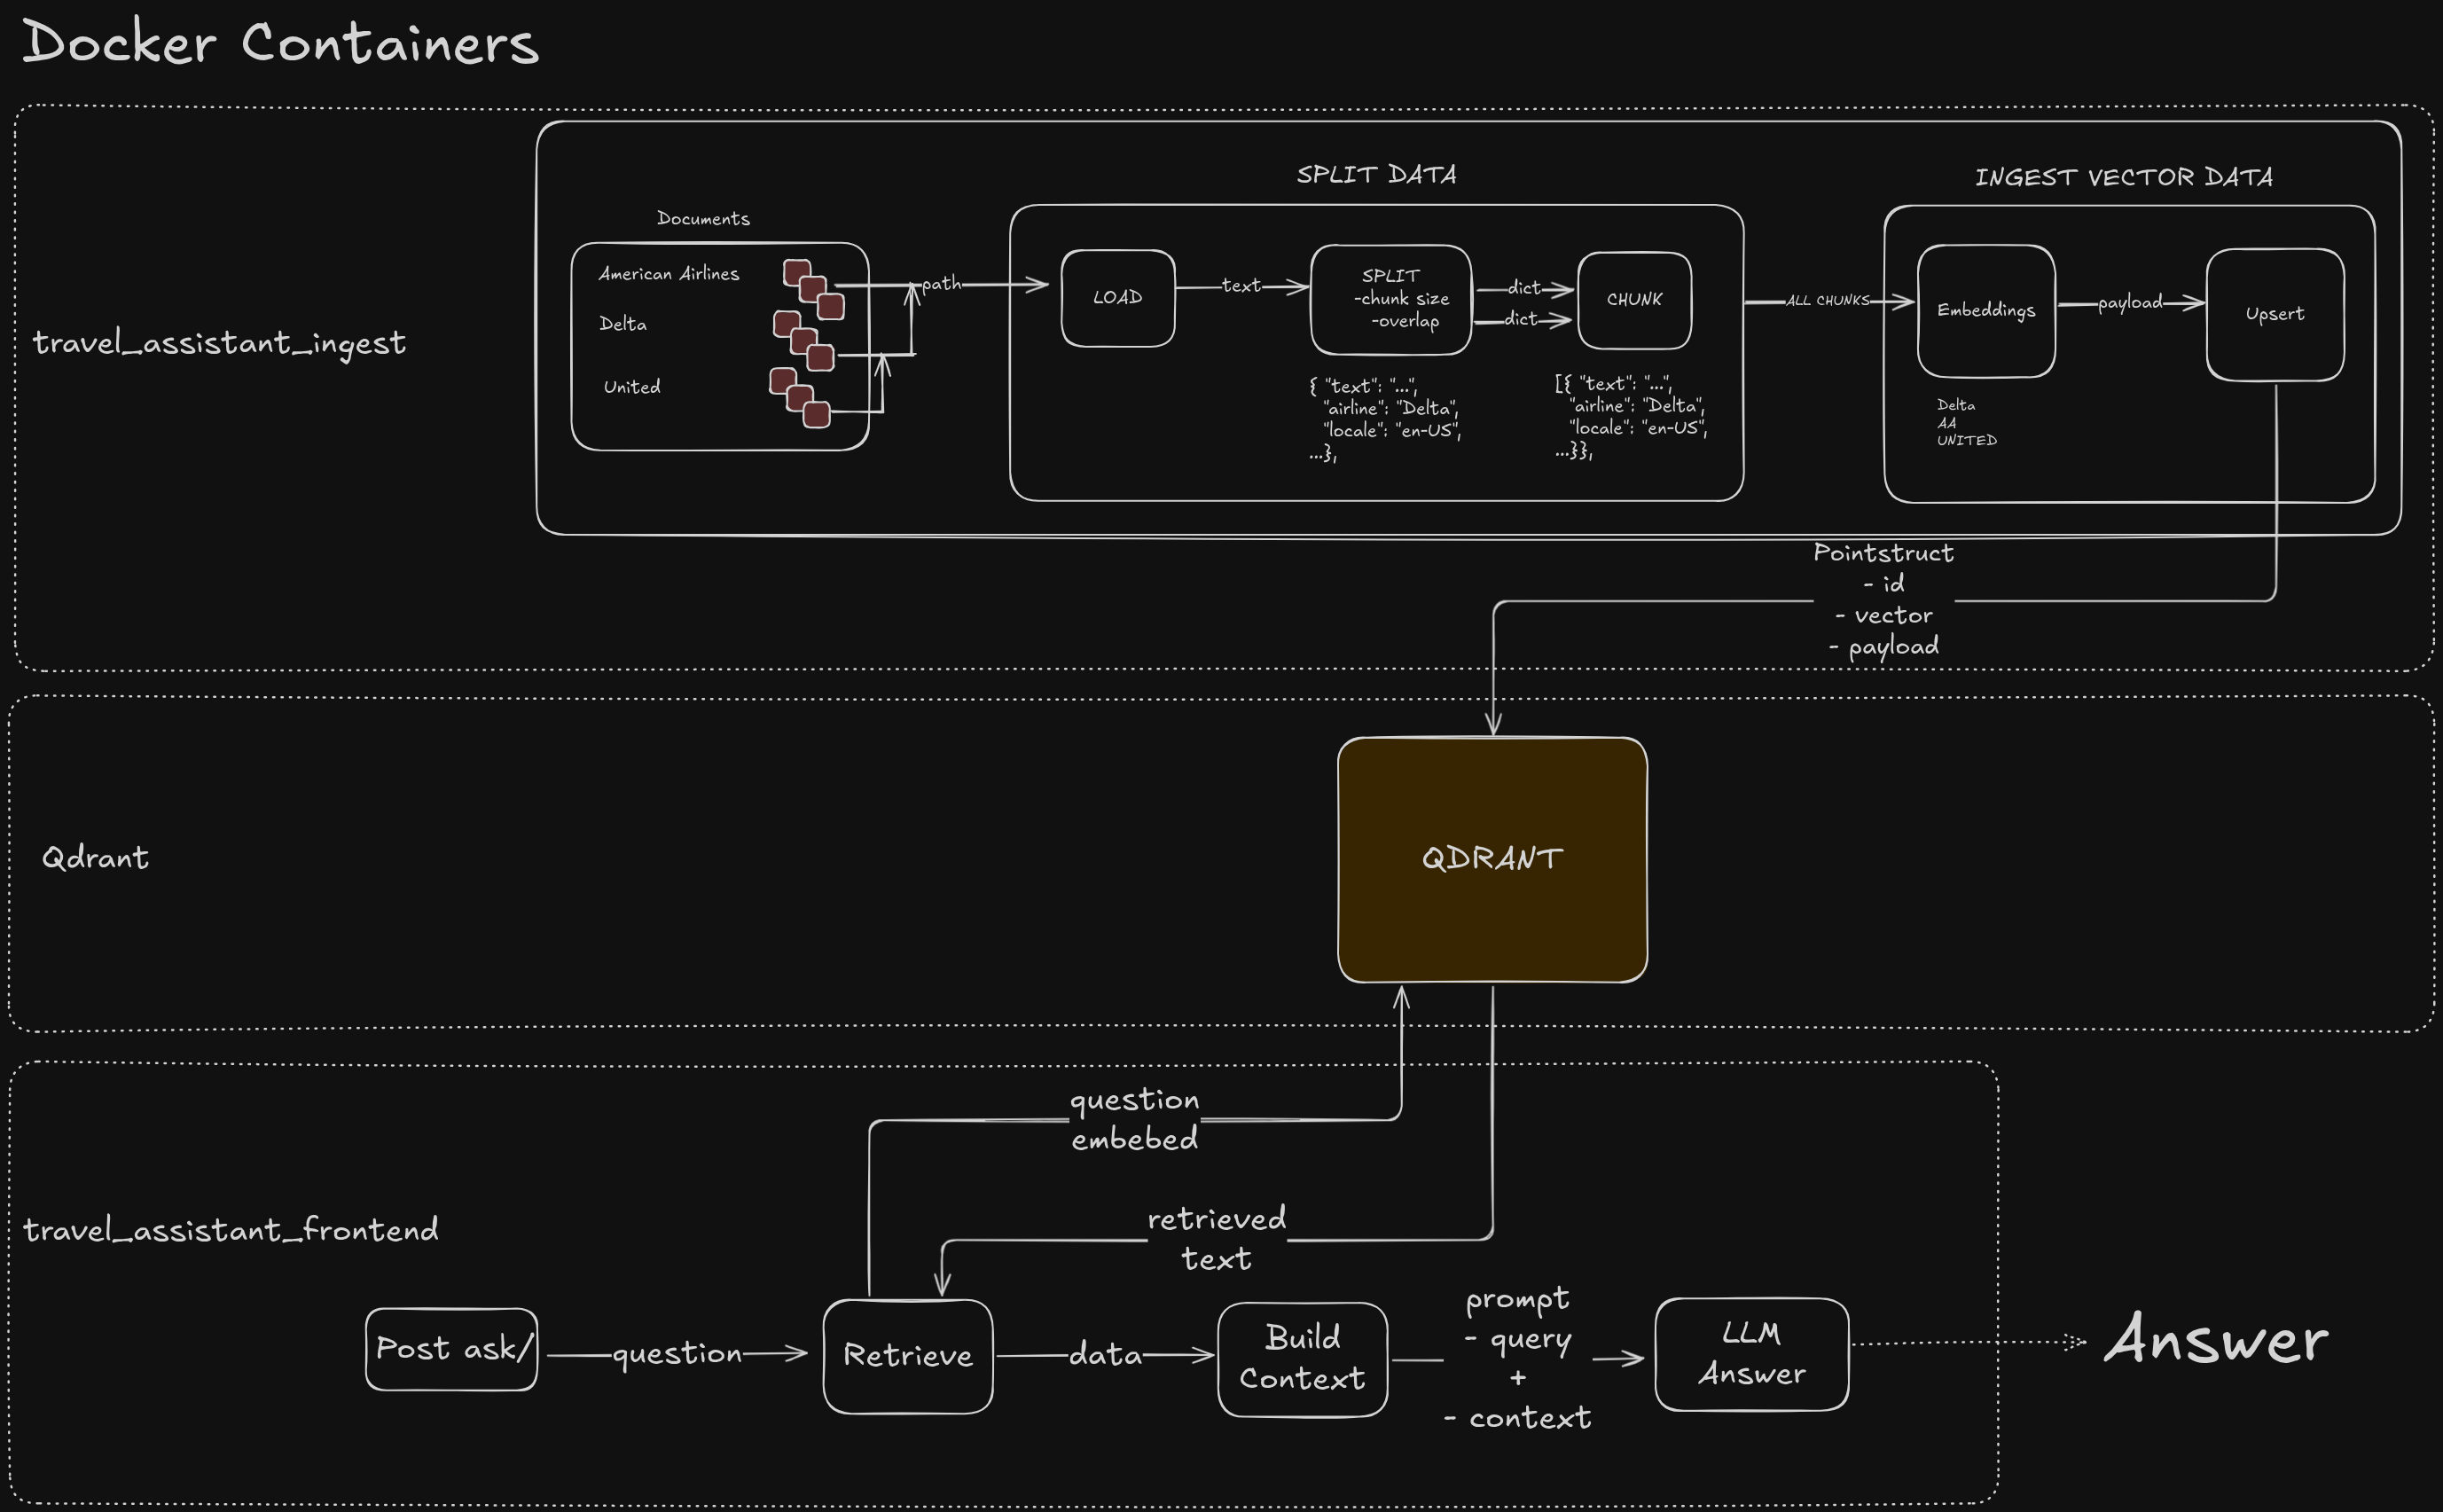 Docker Containers
travel_assistant_ingest
Documents
American Airlines
Delta
United
path
SPLIT DATA
LOAD
text
SPLIT
-chunk size
-overlap
dict
dict
CHUNK
{ "text": "...",
"airline": "Delta",
"locale": "en-US",
...},
[{ "text": "...",
"airline": "Delta",
"locale": "en-US",
...}},
ALL CHUNKS
INGEST VECTOR DATA
Embeddings
payload
Upsert
Delta
AA
UNITED
Pointstruct
- id
- vector
- payload
Qdrant
QDRANT
travel_assistant_frontend
question
embebed
retrieved
text
Post ask/
question
Retrieve
data
Build
Context
prompt
- query
+
- context
LLM
Answer
Answer